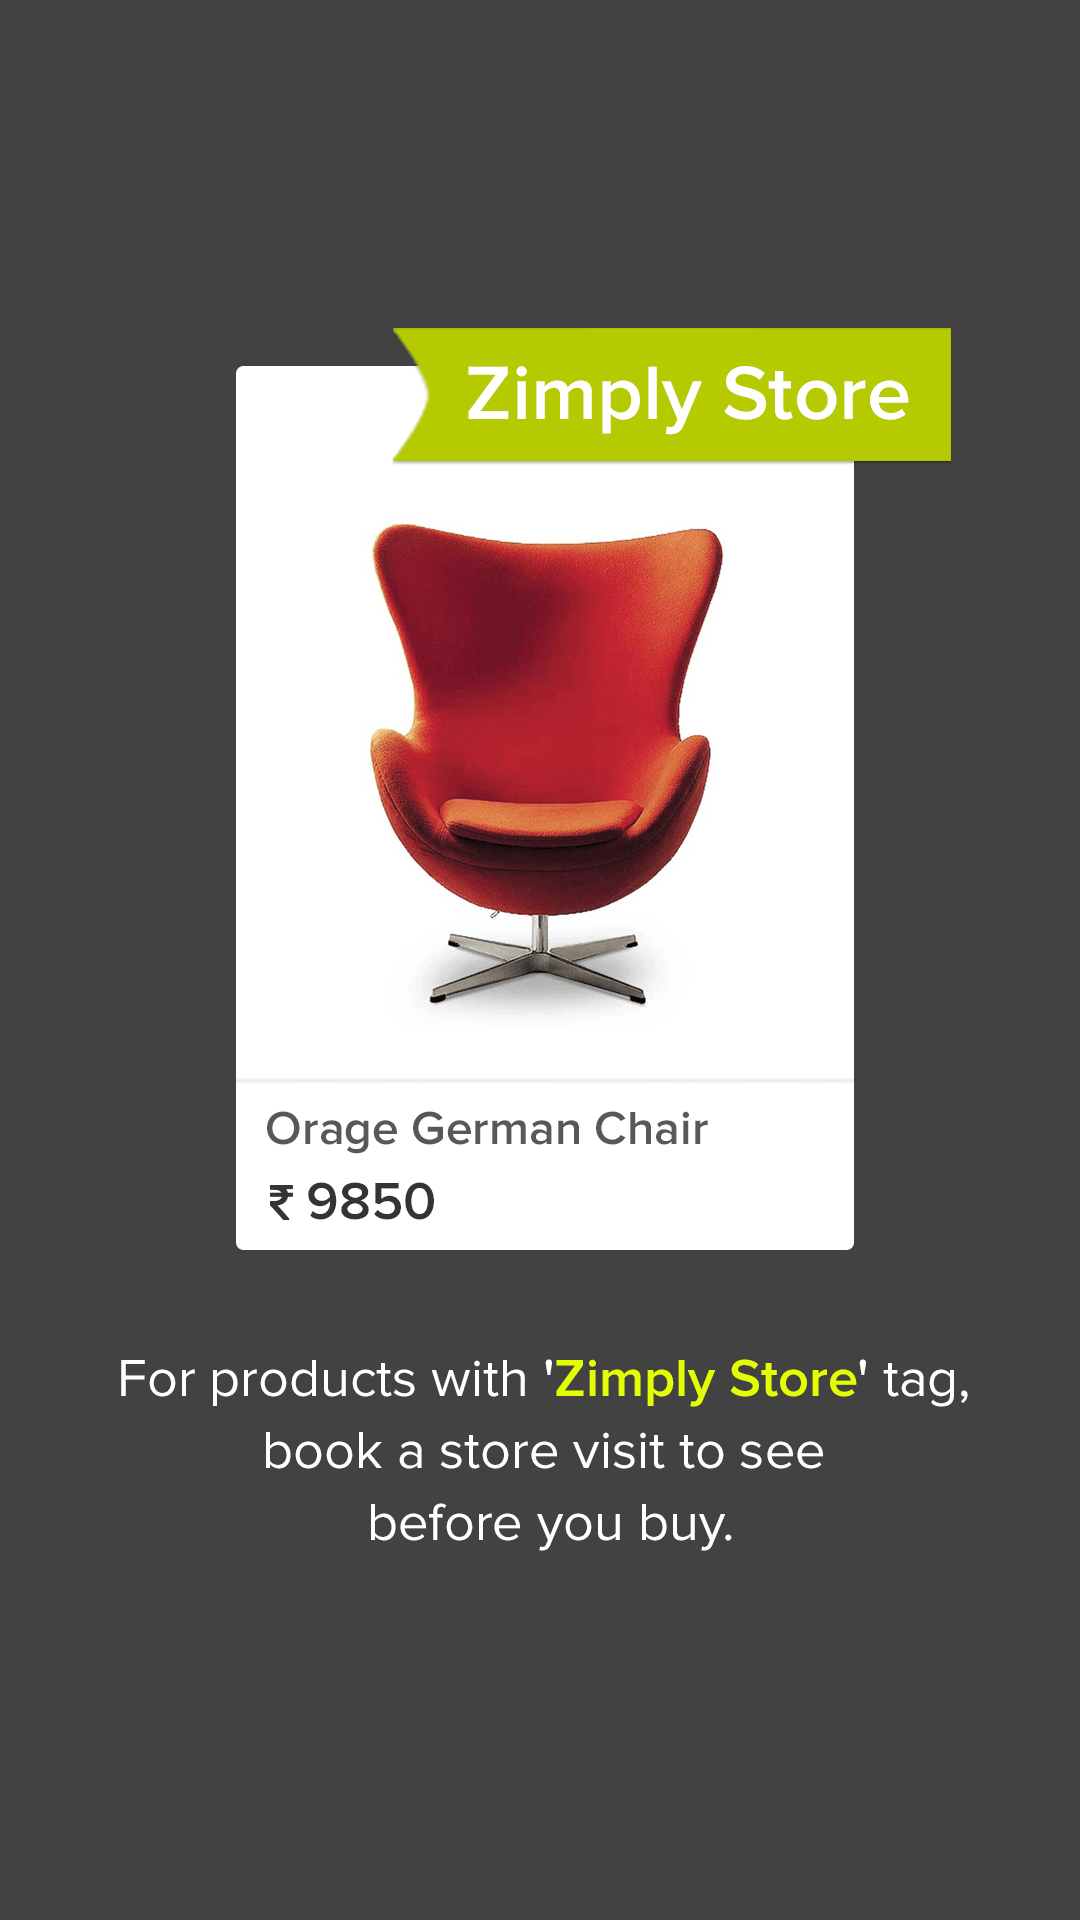 Zimply Store
Orage German Chair
₹ 9850
For products with 'Zimply Store' tag,
book a store visit to see
before you buy.